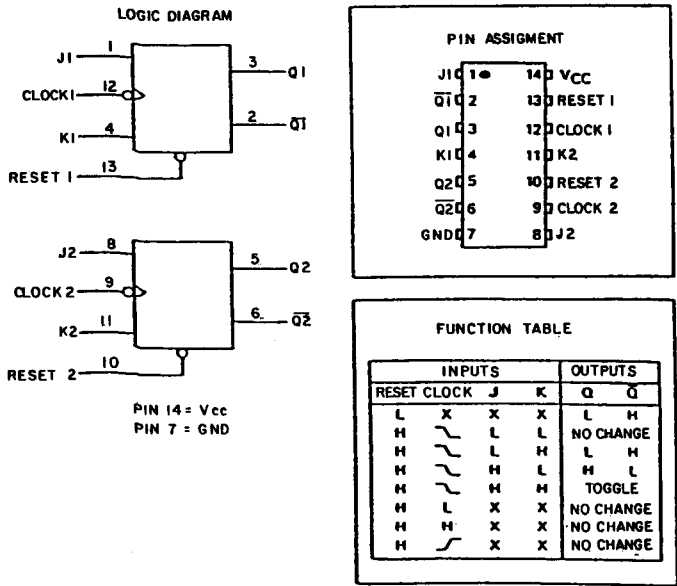 LOGIC DIAGRAM
J1 1
CLOCK1 12
K1 4
RESET 1 13
3 Q1
2 Q̅1̅
J2 8
CLOCK2 9
K2 11
RESET 2 10
5 Q2
6 Q̅2̅
PIN 14 = Vcc
PIN 7 = GND
PIN ASSIGMENT
J1 1 14 VCC
Q̅1̅ 2 13 RESET 1
Q1 3 12 CLOCK 1
K1 4 11 K2
Q2 5 10 RESET 2
Q̅2̅ 6 9 CLOCK 2
GND 7 8 J2
FUNCTION TABLE
INPUTS OUTPUTS
RESET CLOCK J K Q Q̅
L X X X L H
H L L NO CHANGE
H L H L H
H H L H L
H H H TOGGLE
H L X X NO CHANGE
H H X X NO CHANGE
H X X NO CHANGE